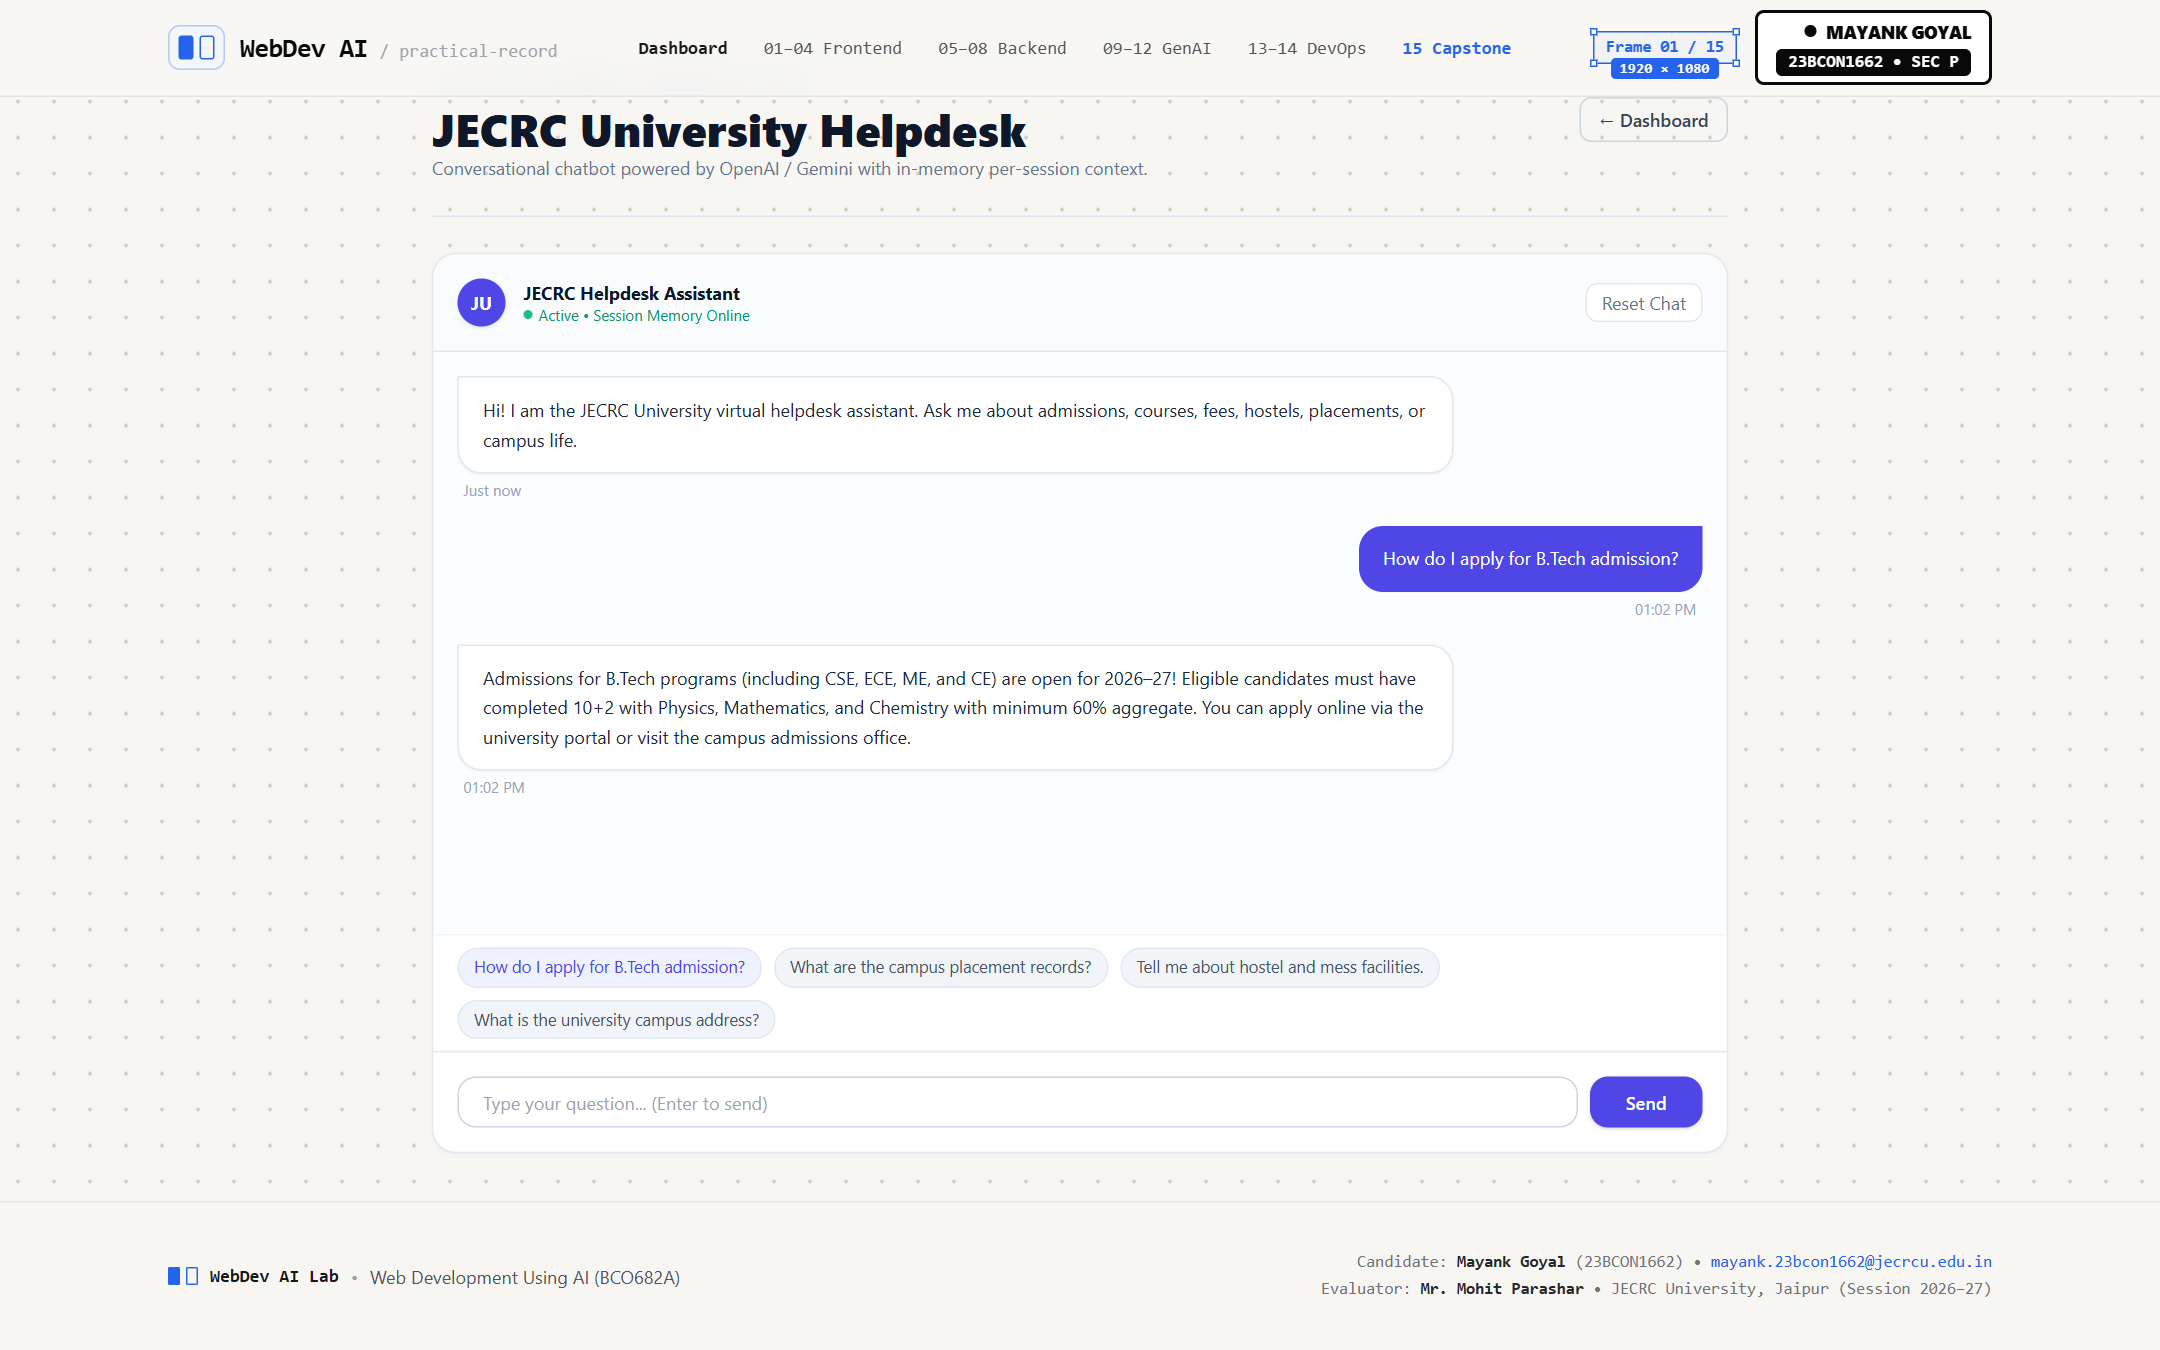 WebDev AI / practical-record
Dashboard
01–04 Frontend
05–08 Backend
09–12 GenAI
13–14 DevOps
15 Capstone
Frame 01 / 15
1920 × 1080
● MAYANK GOYAL
23BCON1662 • SEC P
JECRC University Helpdesk
← Dashboard
Conversational chatbot powered by OpenAI / Gemini with in-memory per-session context.
JU
JECRC Helpdesk Assistant
Active • Session Memory Online
Reset Chat
Hi! I am the JECRC University virtual helpdesk assistant. Ask me about admissions, courses, fees, hostels, placements, or
campus life.
Just now
How do I apply for B.Tech admission?
01:02 PM
Admissions for B.Tech programs (including CSE, ECE, ME, and CE) are open for 2026–27! Eligible candidates must have
completed 10+2 with Physics, Mathematics, and Chemistry with minimum 60% aggregate. You can apply online via the
university portal or visit the campus admissions office.
01:02 PM
How do I apply for B.Tech admission?
What are the campus placement records?
Tell me about hostel and mess facilities.
What is the university campus address?
Type your question... (Enter to send)
Send
WebDev AI Lab • Web Development Using AI (BCO682A)
Candidate: Mayank Goyal (23BCON1662) • mayank.23bcon1662@jecrcu.edu.in
Evaluator: Mr. Mohit Parashar • JECRC University, Jaipur (Session 2026–27)